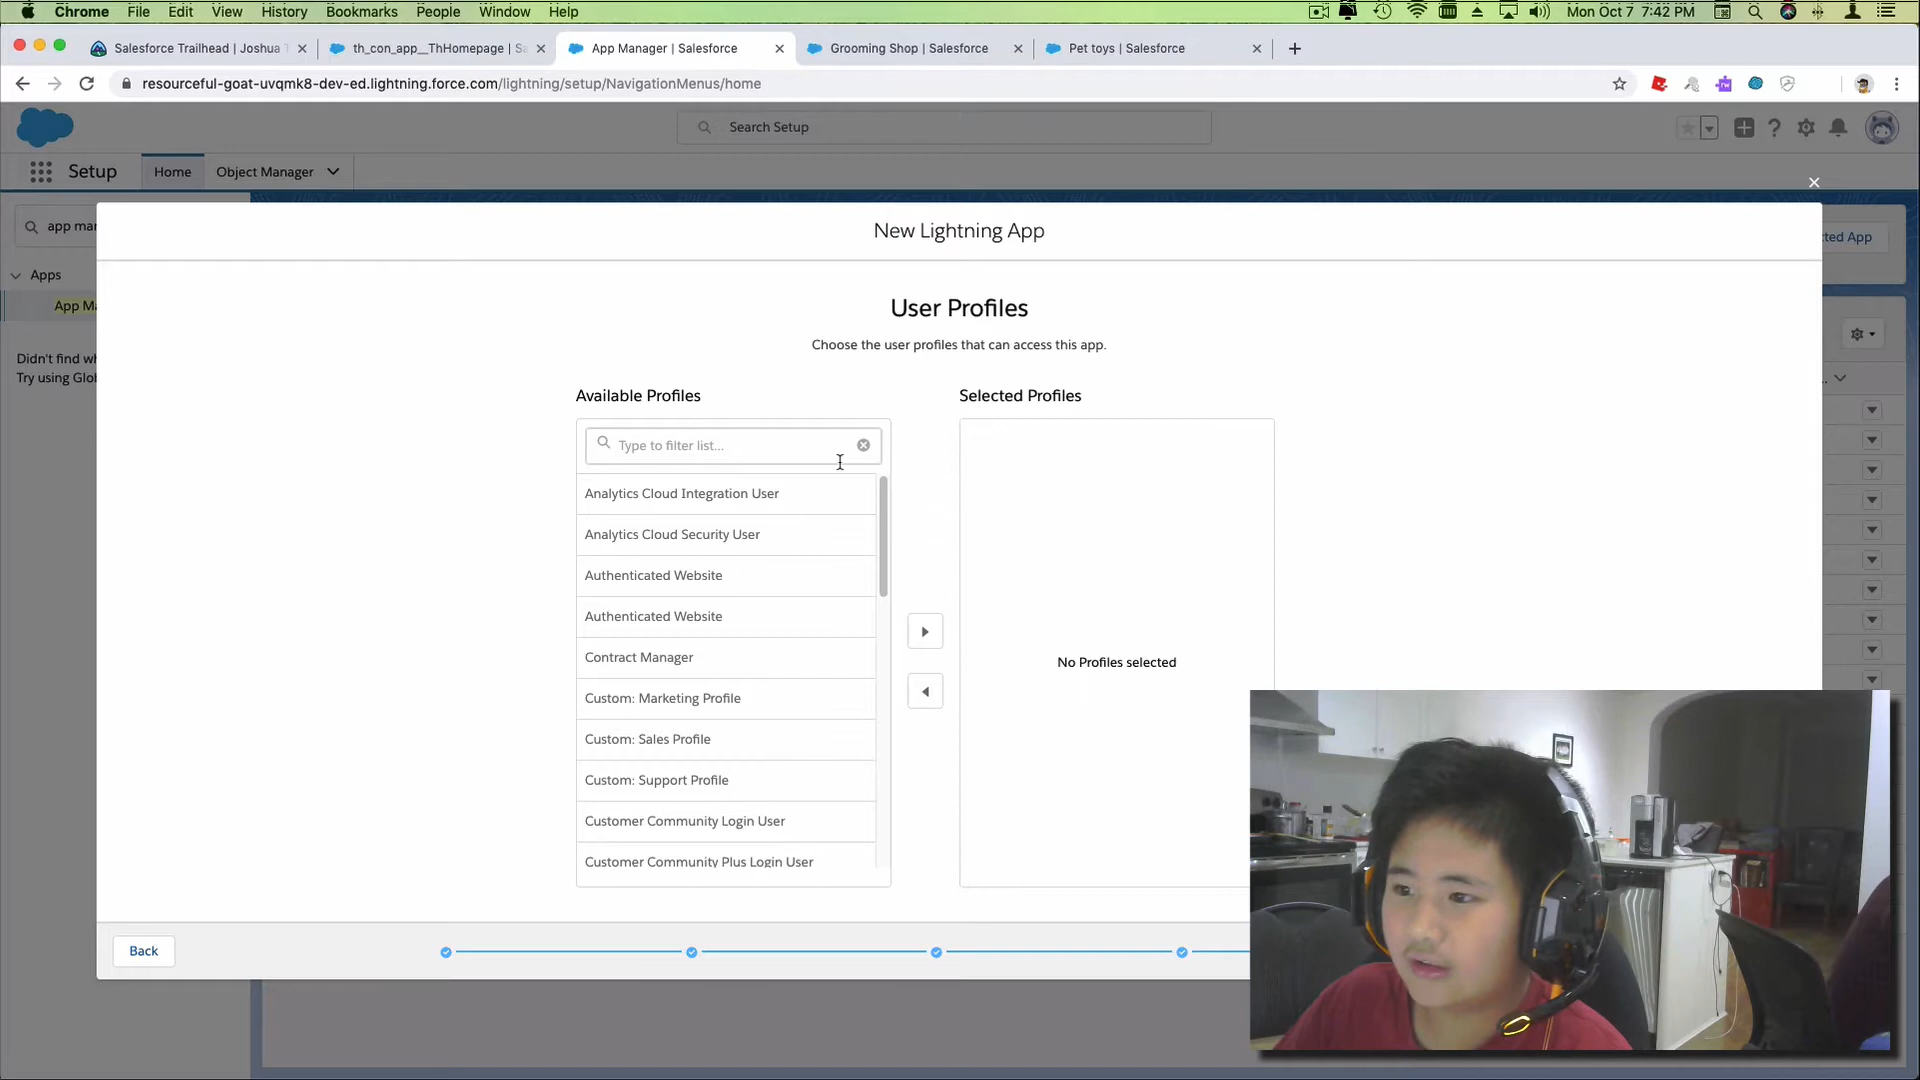 Chrome File Edit View History Bookmarks People Window Help Mon Oct 7 7:42 PM
Salesforce Trailhead | Joshua T th_con_app__ThHomepage | Sa App Manager | Salesforce Grooming Shop | Salesforce Pet toys | Salesforce
resourceful-goat-uvqmk8-dev-ed.lightning.force.com/lightning/setup/NavigationMenus/home
Search Setup
Setup Home Object Manager
New Lightning App
app man
cted App
Apps
App Ma
User Profiles
Choose the user profiles that can access this app.
Didn't find wh
Try using Glob
Available Profiles
Selected Profiles
Type to filter list...
Analytics Cloud Integration User
Analytics Cloud Security User
Authenticated Website
Authenticated Website
Contract Manager
No Profiles selected
Custom: Marketing Profile
Custom: Sales Profile
Custom: Support Profile
Customer Community Login User
Customer Community Plus Login User
Back